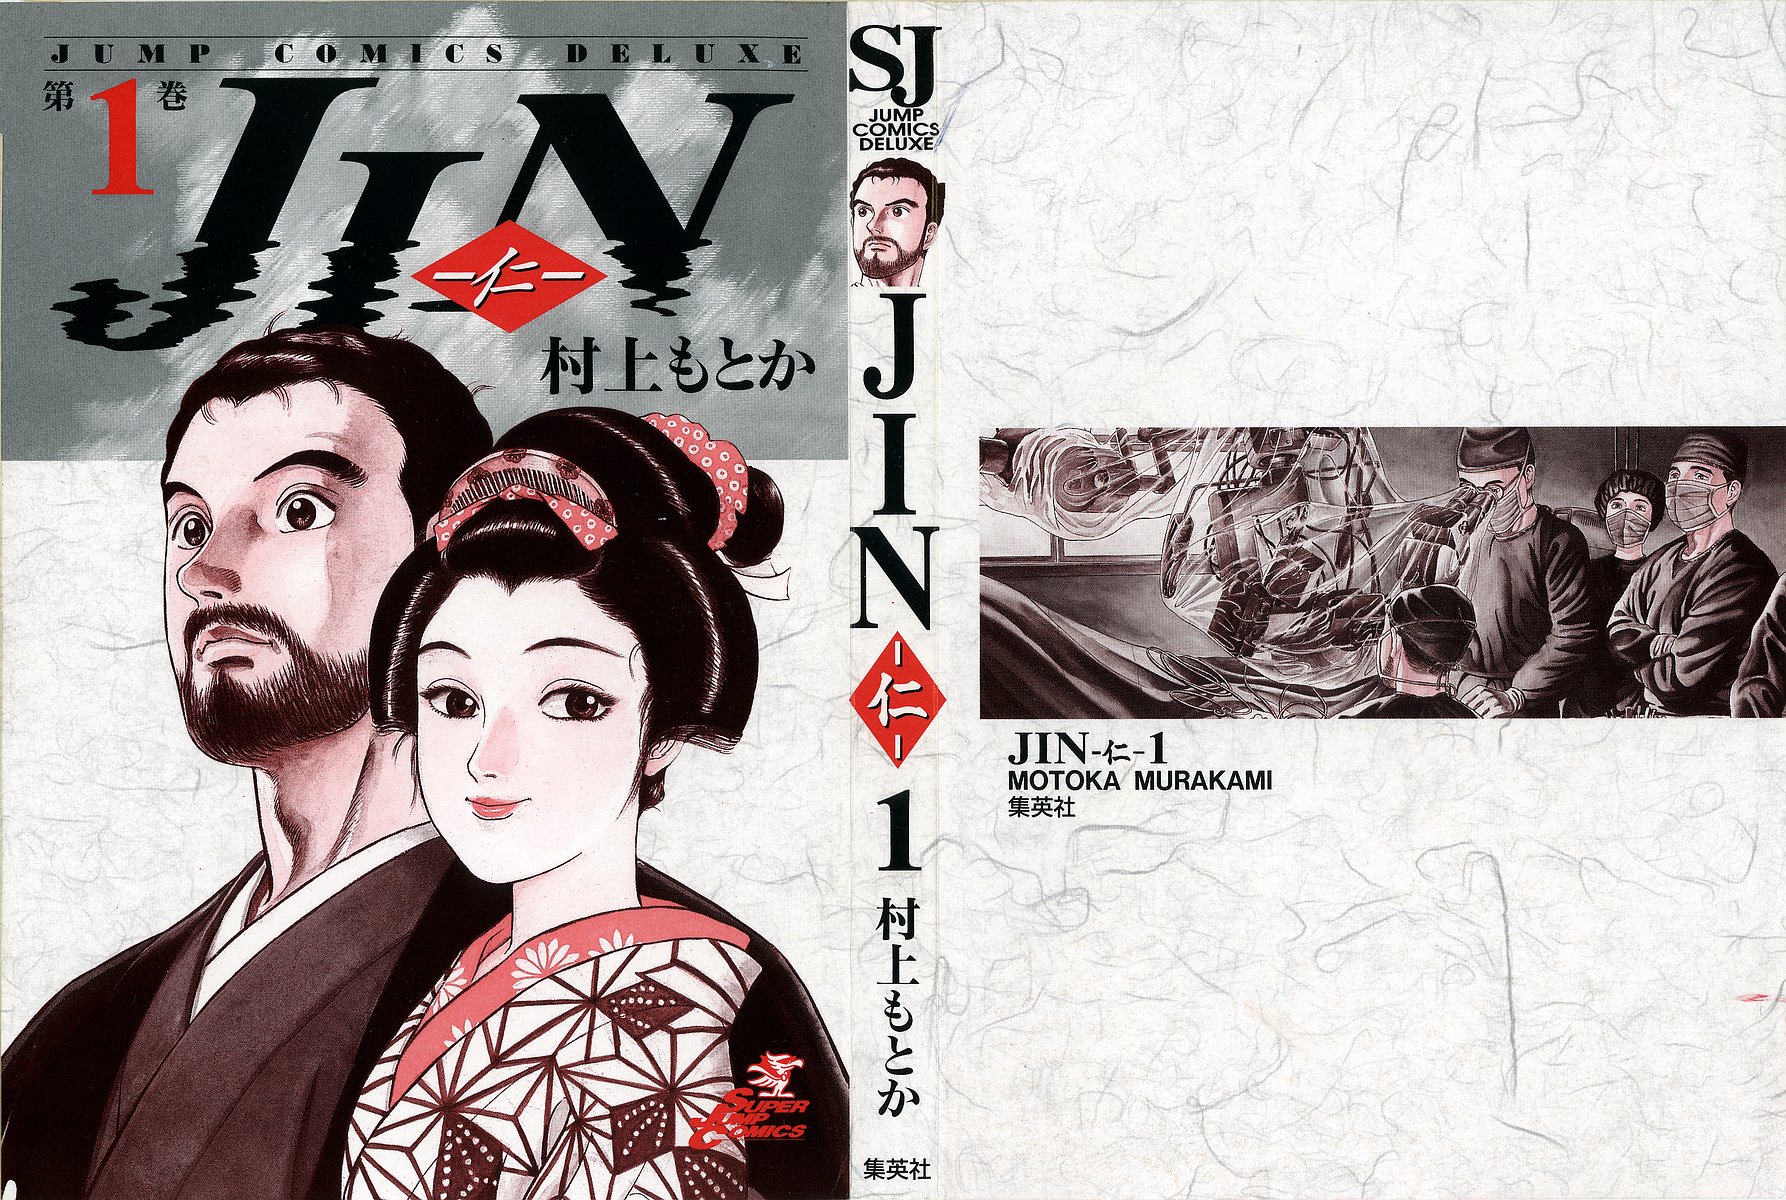 JUMP COMICS DELUXE
第1巻
JIN
-仁-
村上もとか
SUPER
JUMP
COMICS
SJ
JUMP
COMICS
DELUXE
JIN
-仁-
1
村上もとか
集英社
JIN-仁-1
MOTOKA MURAKAMI
集英社